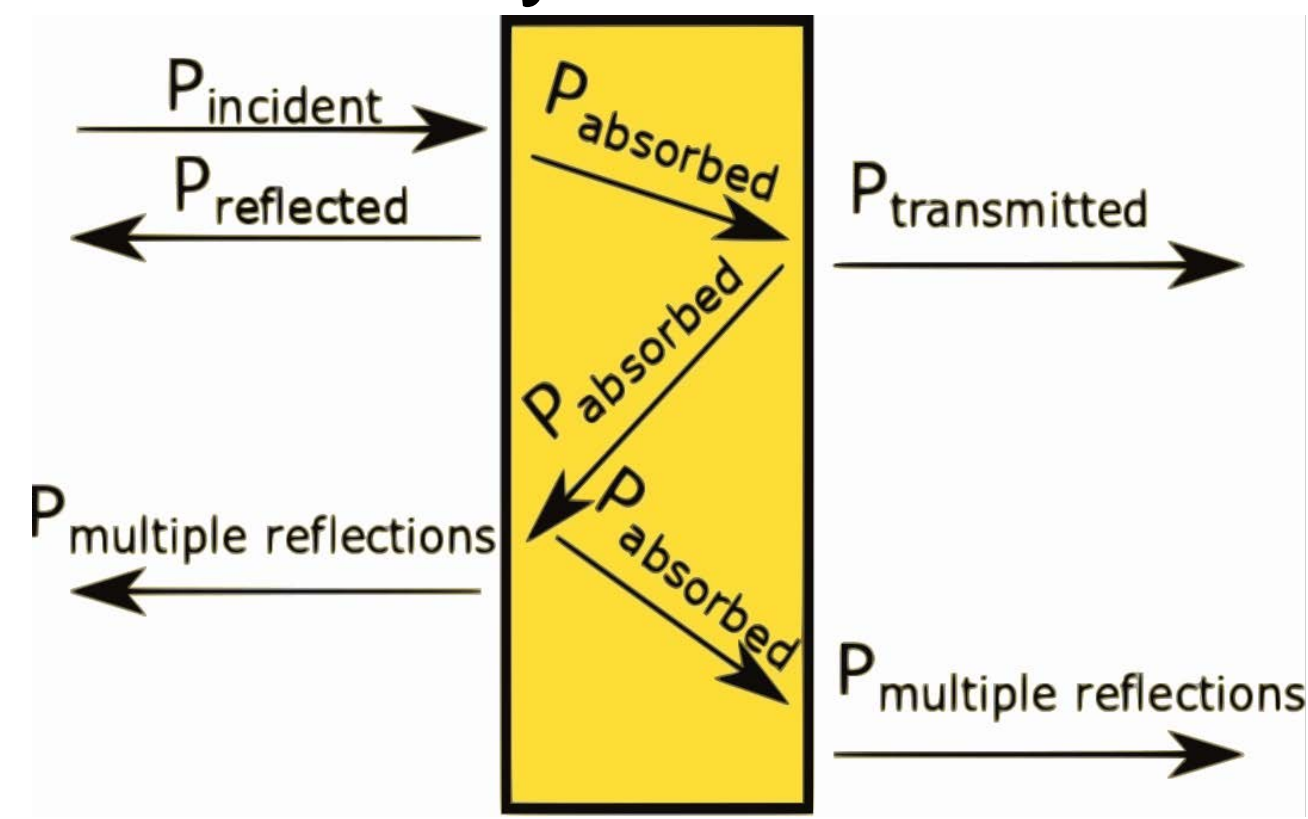 P incident
P reflected
P absorbed
P transmitted
P absorbed
P multiple reflections
P absorbed
P multiple reflections